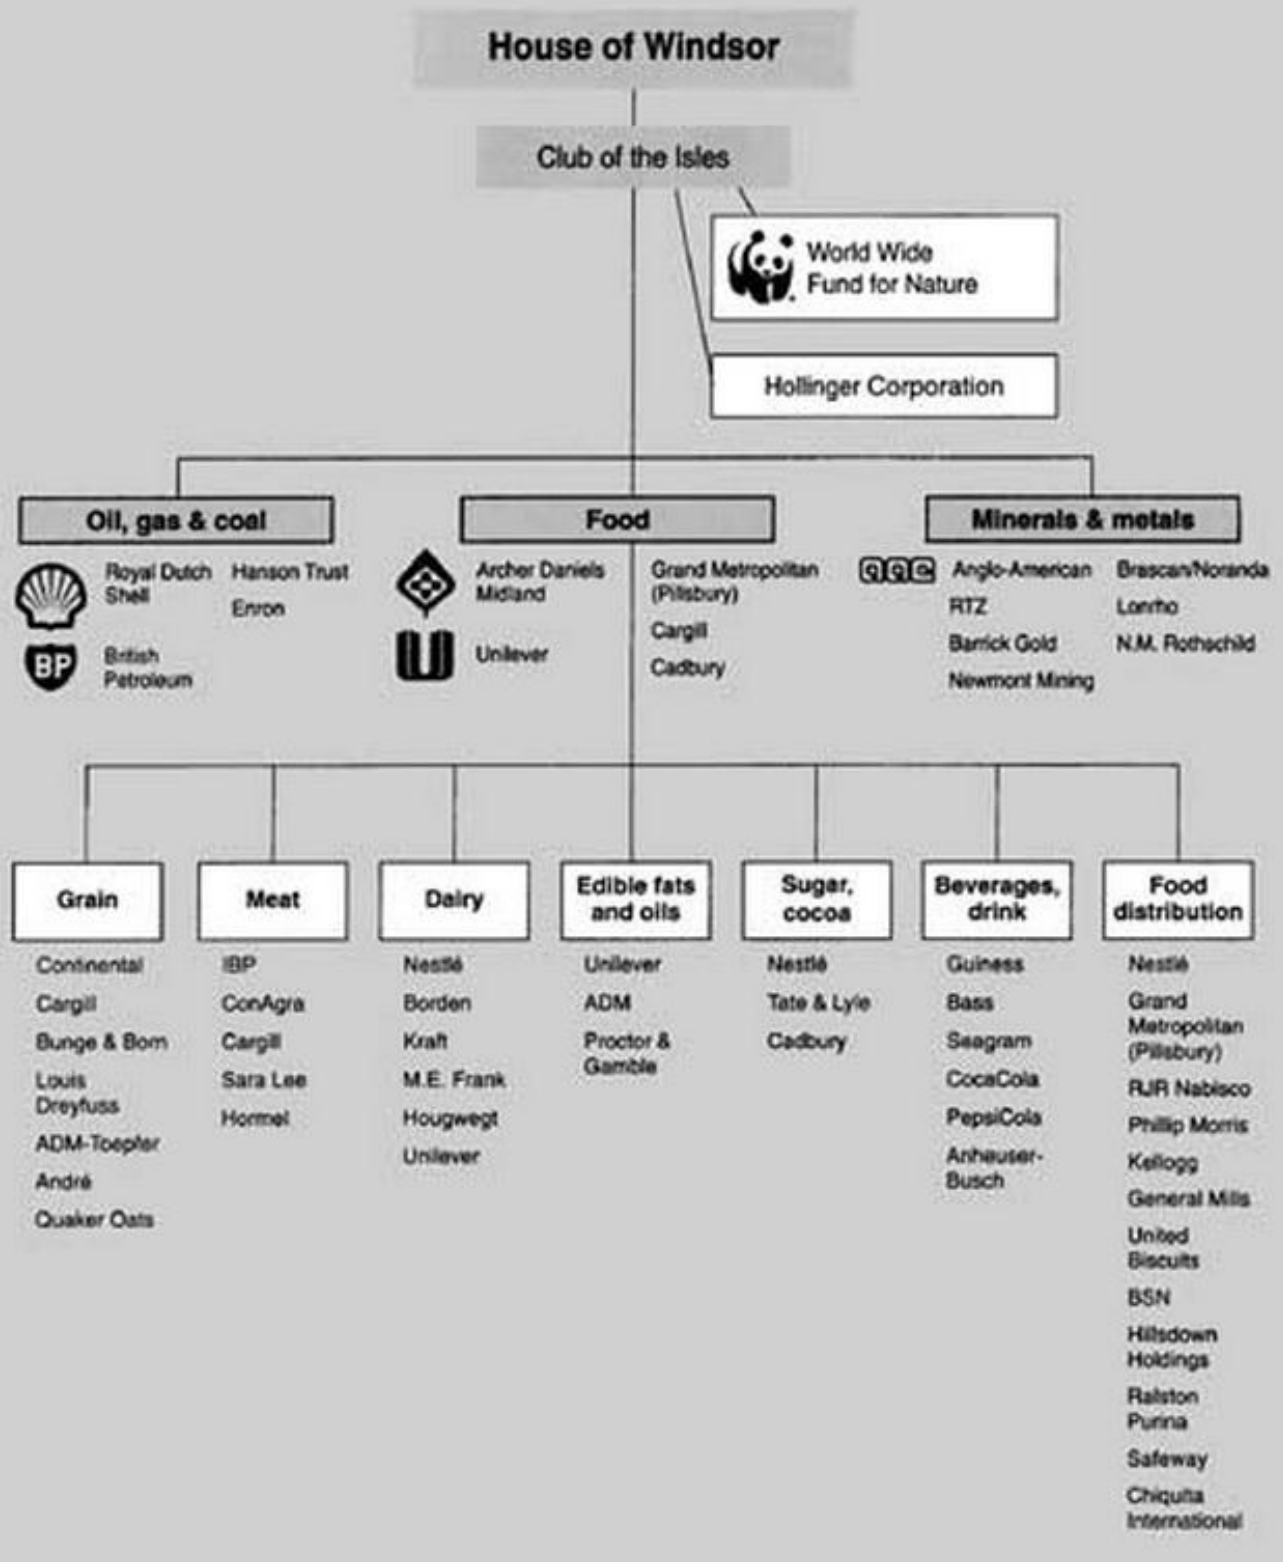 House of Windsor
Club of the Isles
World Wide
Fund for Nature
Hollinger Corporation
Oil, gas & coal
Royal Dutch
Shell
BP
British
Petroleum
Hanson Trust
Enron
Food
Archer Daniels
Midland
Unilever
Grand Metropolitan
(Pillsbury)
Cargill
Cadbury
Minerals & metals
Anglo-American
RTZ
Barrick Gold
Newmont Mining
Brascan/Noranda
Lonrho
N.M. Rothschild
Grain
Continental
Cargill
Bunge & Born
Louis
Dreyfuss
ADM-Toepfer
André
Quaker Oats
Meat
IBP
ConAgra
Cargill
Sara Lee
Hormel
Dairy
Nestlé
Borden
Kraft
M.E. Frank
Hougwegt
Unilever
Edible fats
and oils
Unilever
ADM
Proctor &
Gamble
Sugar,
cocoa
Nestlé
Tate & Lyle
Cadbury
Beverages,
drink
Guiness
Bass
Seagram
CocaCola
PepsiCola
Anheuser-
Busch
Food
distribution
Nestlé
Grand
Metropolitan
(Pillsbury)
RJR Nabisco
Phillip Morris
Kellogg
General Mills
United
Biscuits
BSN
Hillsdown
Holdings
Ralston
Purina
Safeway
Chiquita
International